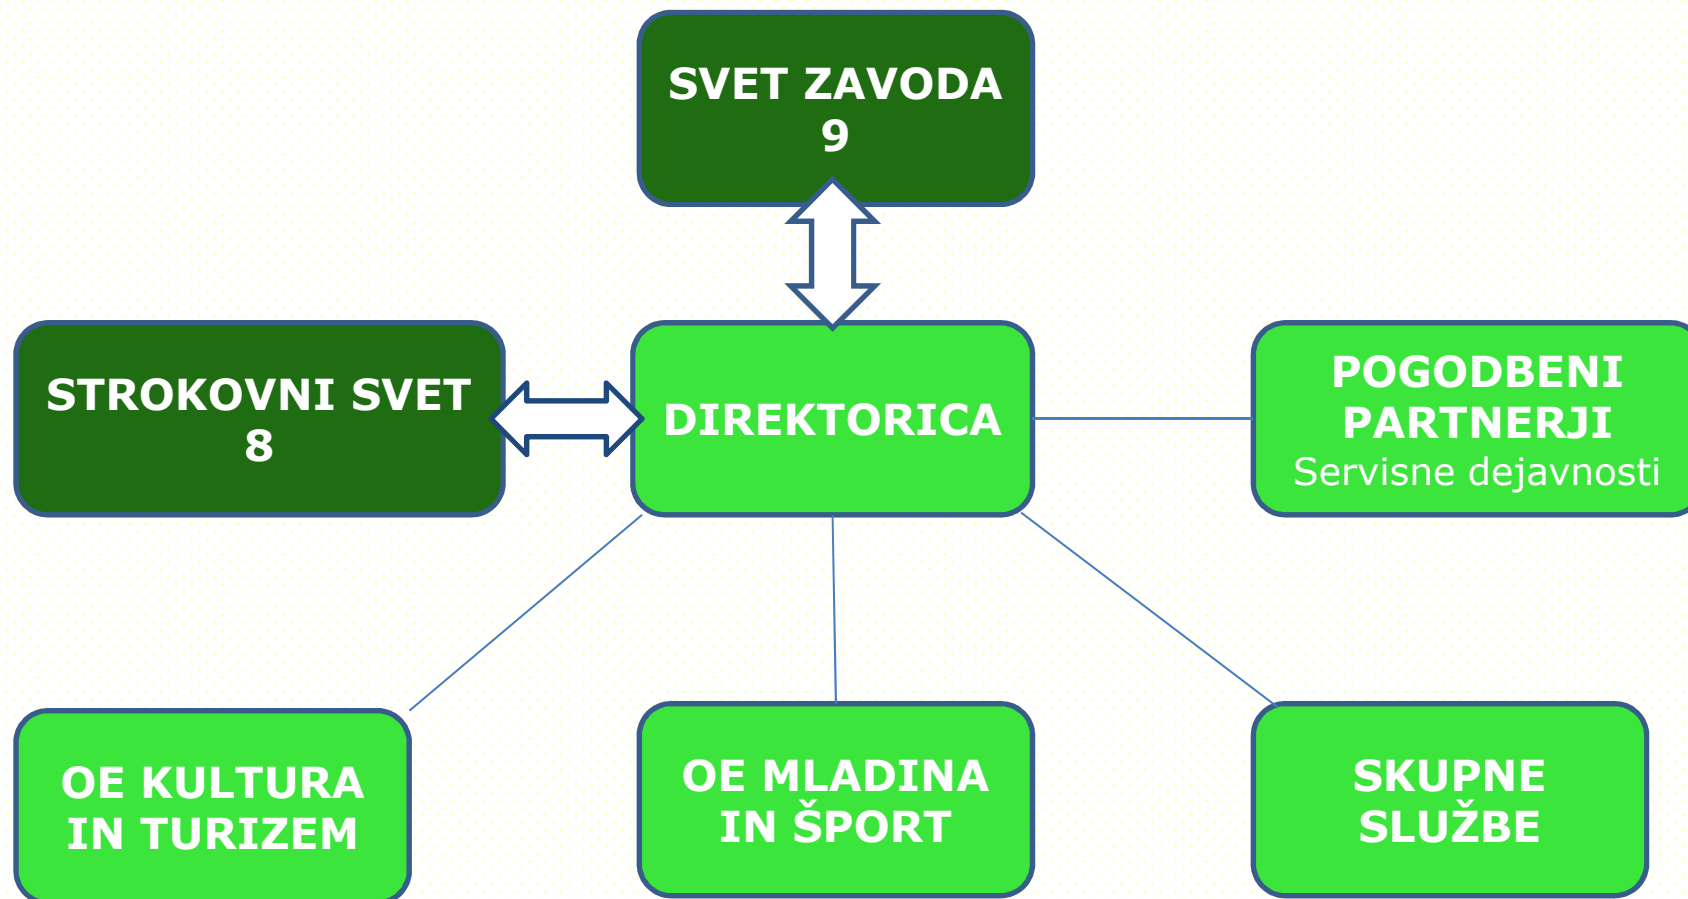 SVET ZAVODA
9
STROKOVNI SVET
8
DIREKTORICA
POGODBENI
PARTNERJI
Servisne dejavnosti
OE KULTURA
IN TURIZEM
OE MLADINA
IN ŠPORT
SKUPNE
SLUŽBE